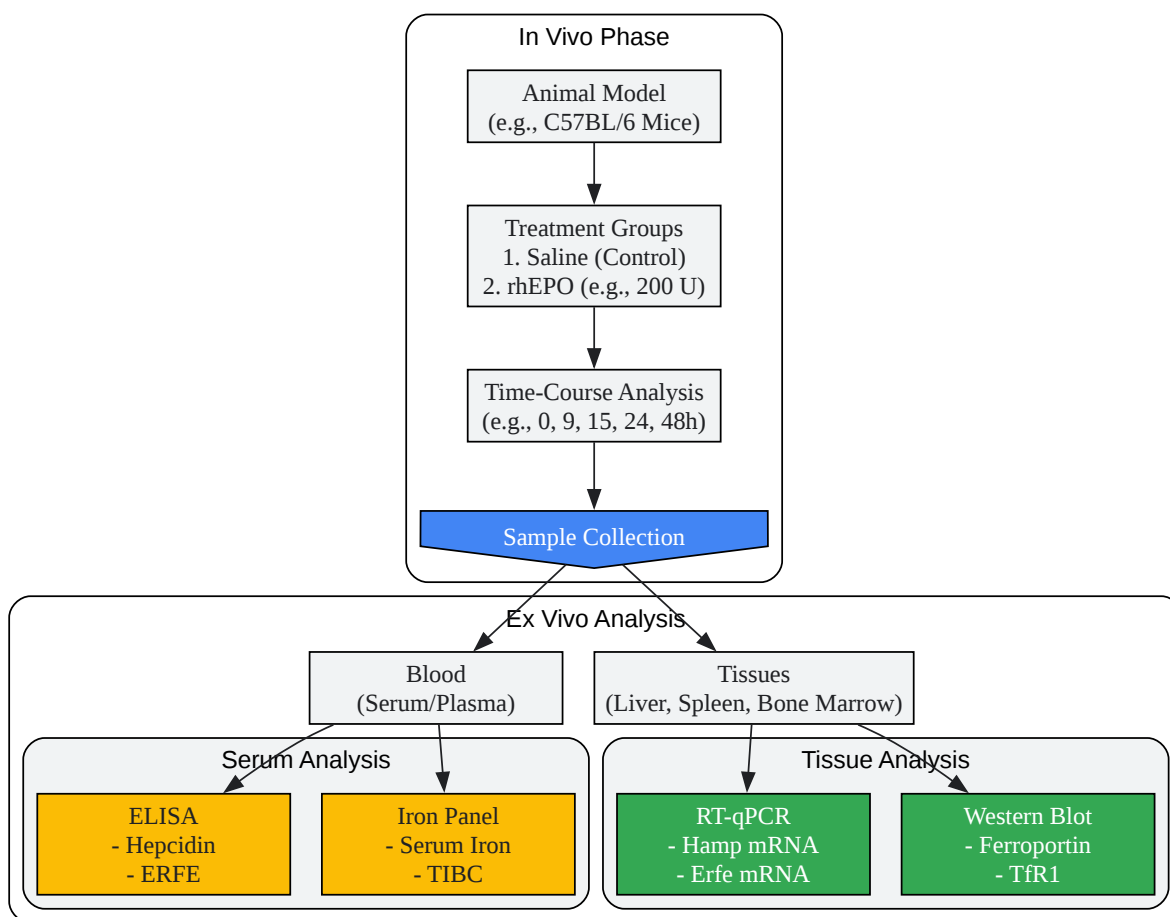 In Vivo Phase
Animal Model
(e.g., C57BL/6 Mice)
Treatment Groups
1. Saline (Control)
2. rhEPO (e.g., 200 U)
Time-Course Analysis
(e.g., 0, 9, 15, 24, 48h)
Sample Collection
Ex Vivo Analysis
Blood
(Serum/Plasma)
Tissues
(Liver, Spleen, Bone Marrow)
Serum Analysis
ELISA
- Hepcidin
- ERFE
Iron Panel
- Serum Iron
- TIBC
Tissue Analysis
RT-qPCR
- Hamp mRNA
- Erfe mRNA
Western Blot
- Ferroportin
- TfR1